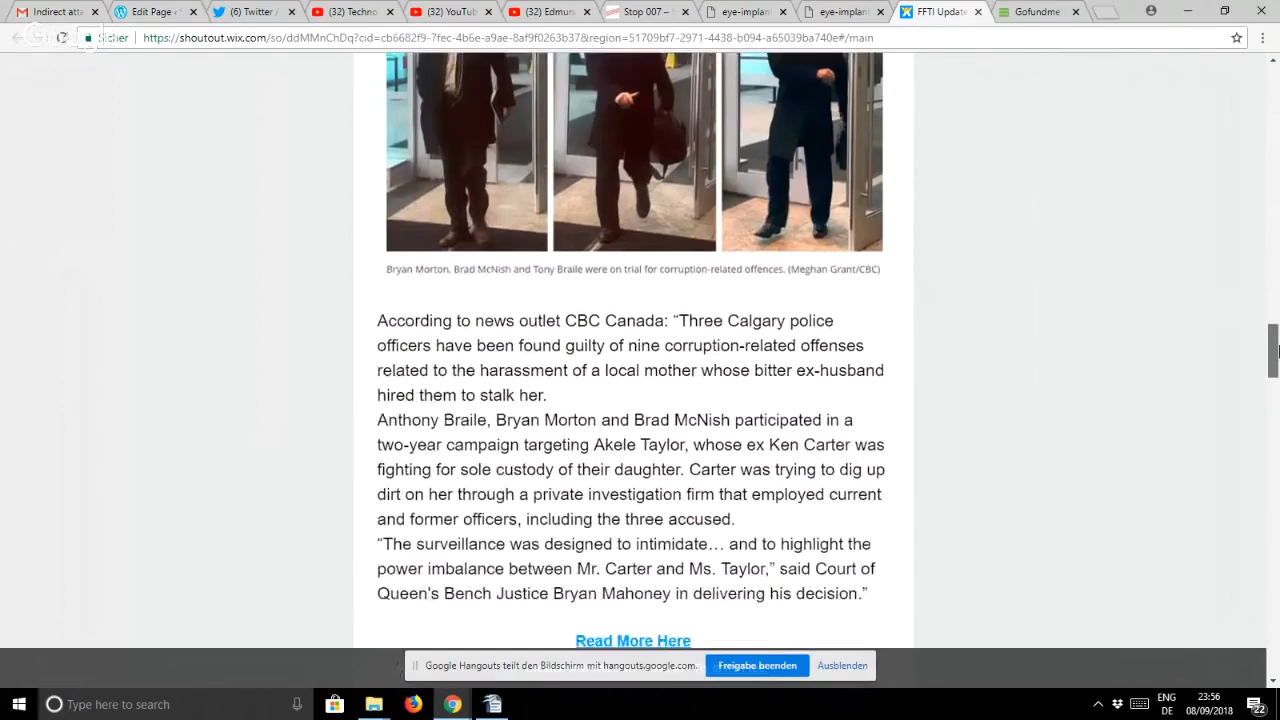 Indirect atta
Edit Page ‹
(6) Twitter /
(32) Techno
(32) YouTub
(32) Edmun
Stop 007 –
eye-implant
eye-implant
FFTI Update
Gofundme
https://shoutout.wix.com/so/ddMMnChDq?cid=cb6682f9-7fec-4b6e-a9ae-8af9f0263b37&region=51709bf7-2971-4438-b094-a65039ba740e#/main
Bryan Morton, Brad McNish and Tony Braile were on trial for corruption-related offences. (Meghan Grant/CBC)
According to news outlet CBC Canada: “Three Calgary police
officers have been found guilty of nine corruption-related offenses
related to the harassment of a local mother whose bitter ex-husband
hired them to stalk her.
Anthony Braile, Bryan Morton and Brad McNish participated in a
two-year campaign targeting Akele Taylor, whose ex Ken Carter was
fighting for sole custody of their daughter. Carter was trying to dig up
dirt on her through a private investigation firm that employed current
and former officers, including the three accused.
“The surveillance was designed to intimidate… and to highlight the
power imbalance between Mr. Carter and Ms. Taylor,” said Court of
Queen's Bench Justice Bryan Mahoney in delivering his decision.”
Read More Here
Google Hangouts teilt den Bildschirm mit hangouts.google.com.
Freigabe beenden
Ausblenden
Type here to search
ENG
DE
23:56
08/09/2018
22